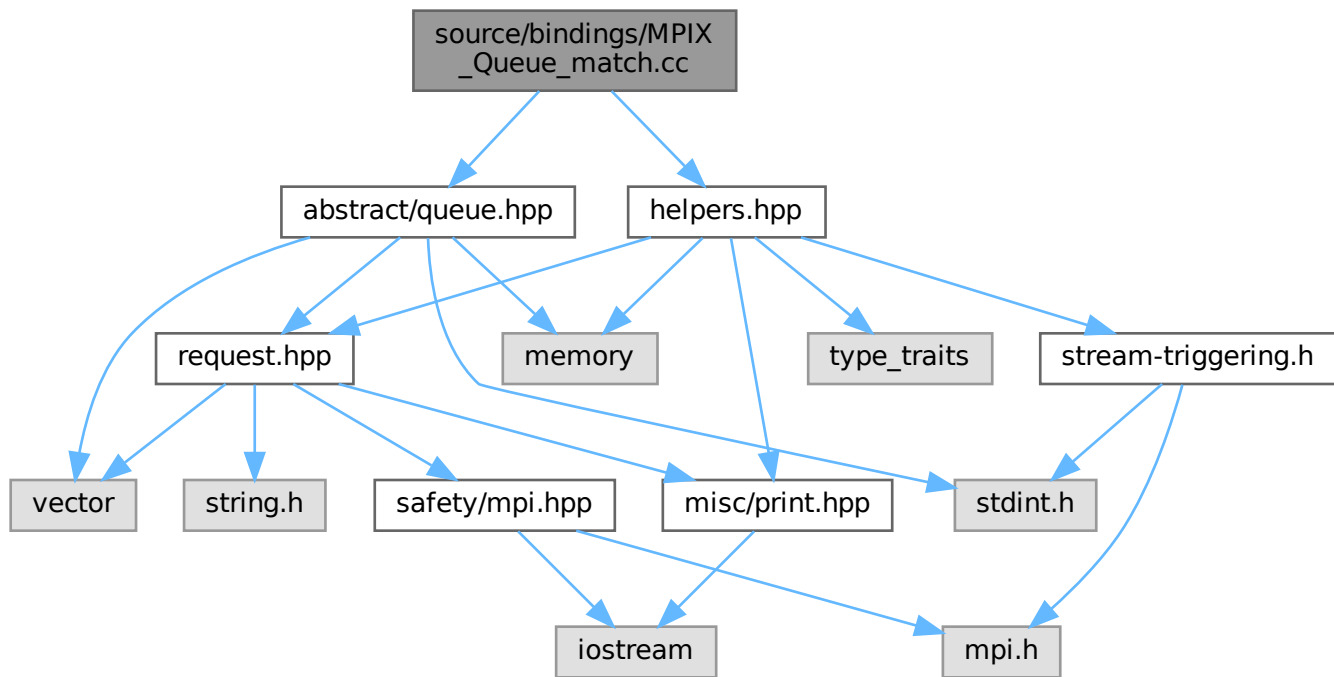 source/bindings/MPIX
_Queue_match.cc
abstract/queue.hpp
helpers.hpp
request.hpp
memory
type_traits
stream-triggering.h
vector
string.h
safety/mpi.hpp
misc/print.hpp
stdint.h
iostream
mpi.h